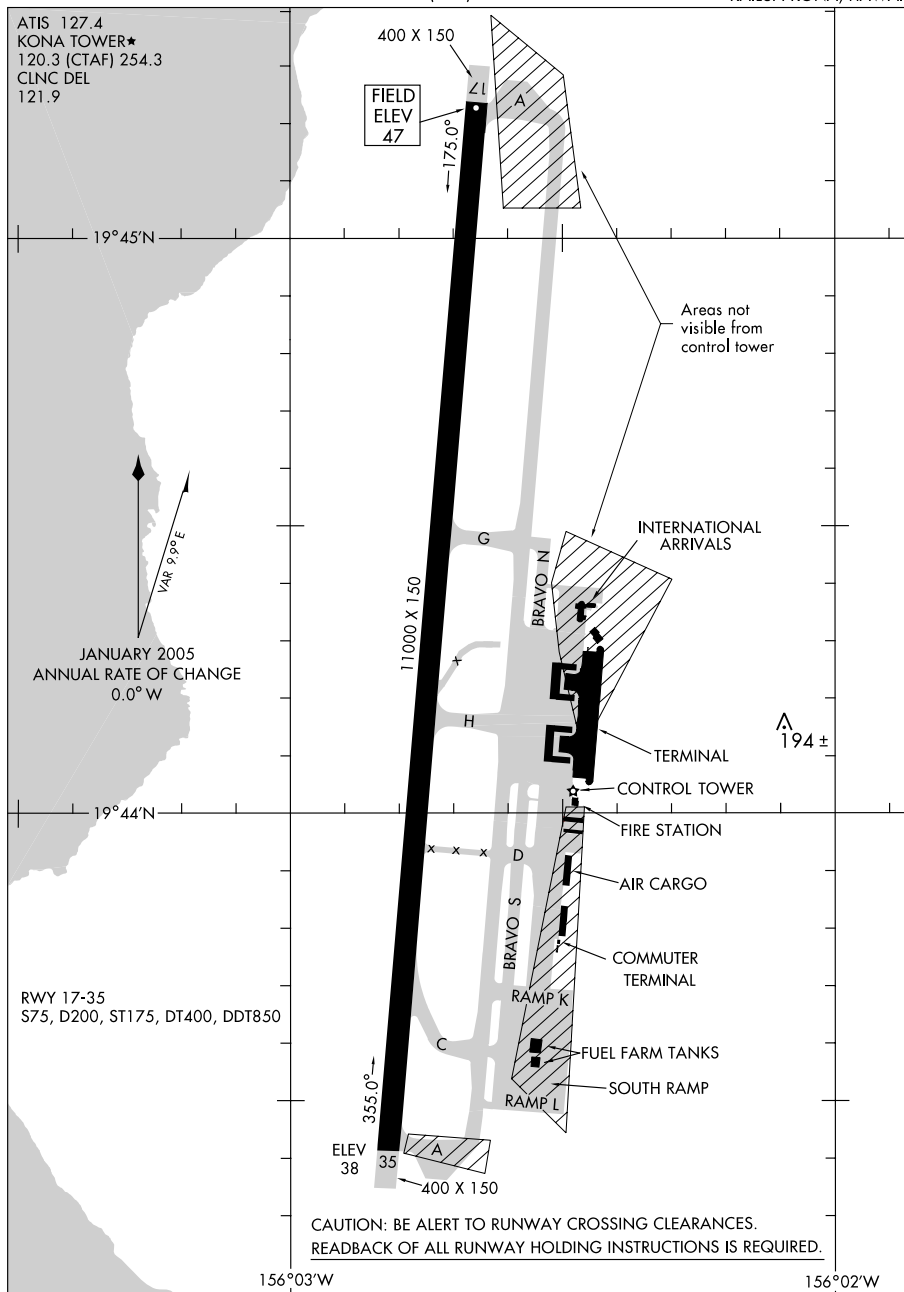 ATIS 127.4
KONA TOWER★
120.3 (CTAF) 254.3
CLNC DEL
121.9
400 X 150
17
FIELD
ELEV
47
A
175.0°
19°45'N
Areas not
visible from
control tower
VAR 9.9° E
JANUARY 2005
ANNUAL RATE OF CHANGE
0.0° W
G
BRAVO N
INTERNATIONAL
ARRIVALS
11000 X 150
X
H
194 ±
TERMINAL
CONTROL TOWER
19°44'N
FIRE STATION
X X X
D
AIR CARGO
BRAVO S
COMMUTER
TERMINAL
RWY 17-35
S75, D200, ST175, DT400, DDT850
RAMP K
C
FUEL FARM TANKS
SOUTH RAMP
355.0°
RAMP L
ELEV
38
35
A
400 X 150
CAUTION: BE ALERT TO RUNWAY CROSSING CLEARANCES.
READBACK OF ALL RUNWAY HOLDING INSTRUCTIONS IS REQUIRED.
156°03'W
156°02'W